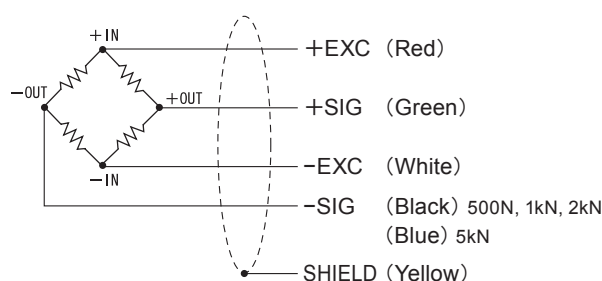 +IN
+EXC (Red)
−OUT
+OUT
+SIG (Green)
−EXC (White)
−IN
−SIG (Black) 500N, 1kN, 2kN
(Blue) 5kN
SHIELD (Yellow)